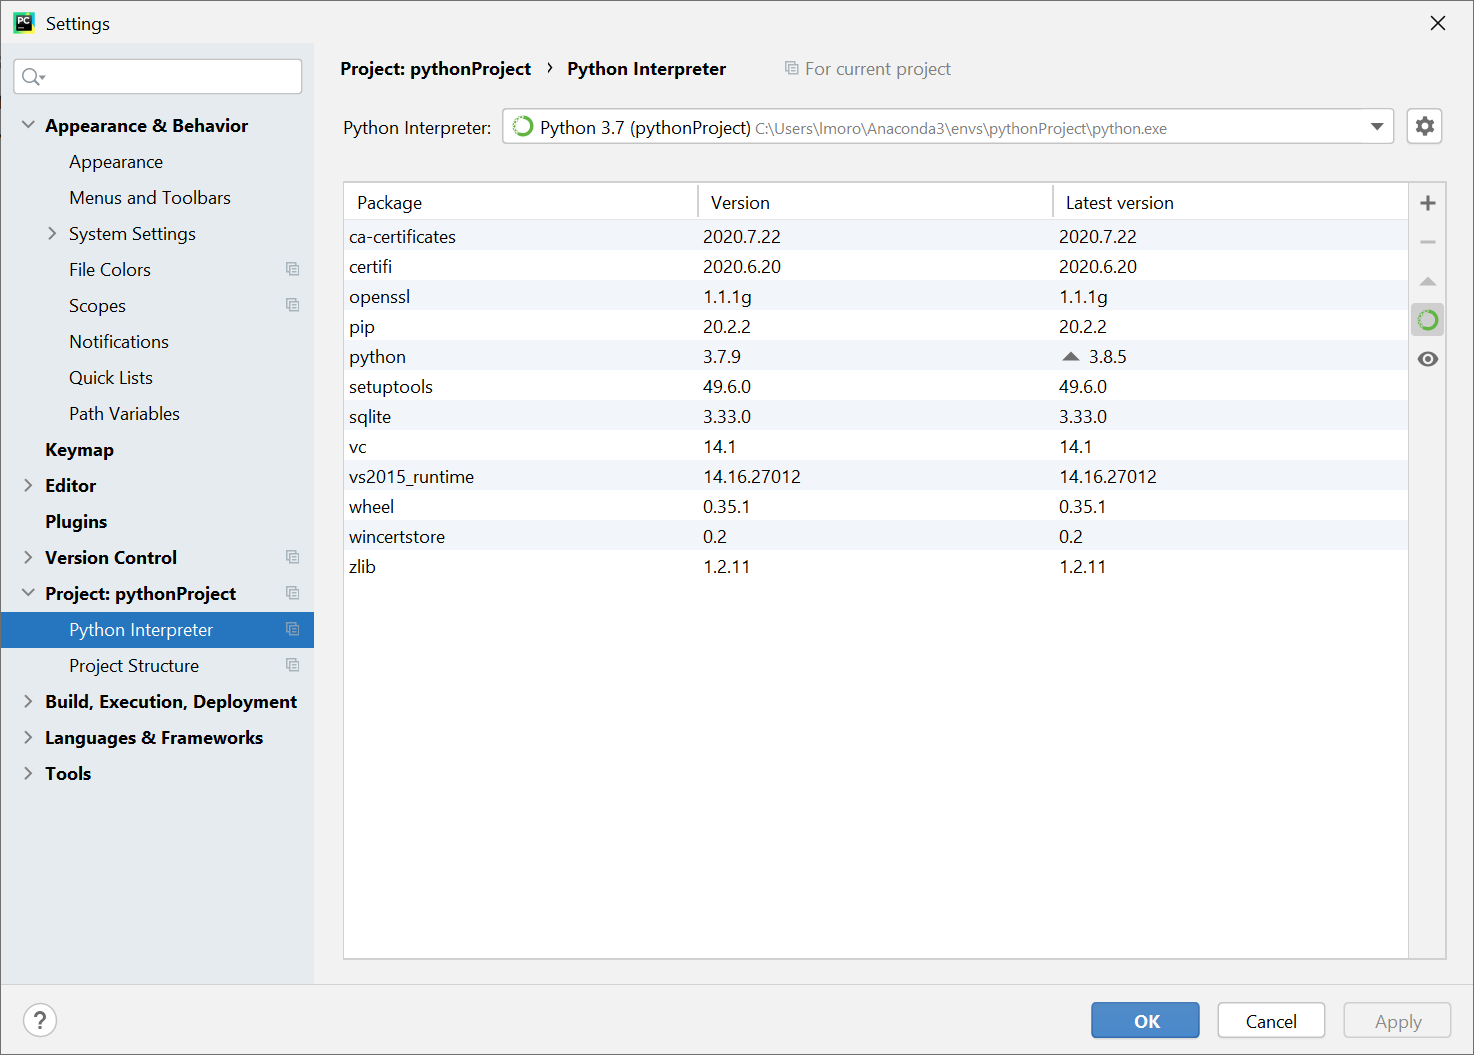 Settings
Appearance & Behavior
Appearance
Menus and Toolbars
System Settings
File Colors
Scopes
Notifications
Quick Lists
Path Variables
Keymap
Editor
Plugins
Version Control
Project: pythonProject
Python Interpreter
Project Structure
Build, Execution, Deployment
Languages & Frameworks
Tools
Project: pythonProject › Python Interpreter For current project
Python Interpreter: Python 3.7 (pythonProject) C:\Users\lmoro\Anaconda3\envs\pythonProject\python.exe
Package Version Latest version
ca-certificates 2020.7.22 2020.7.22
certifi 2020.6.20 2020.6.20
openssl 1.1.1g 1.1.1g
pip 20.2.2 20.2.2
python 3.7.9 3.8.5
setuptools 49.6.0 49.6.0
sqlite 3.33.0 3.33.0
vc 14.1 14.1
vs2015_runtime 14.16.27012 14.16.27012
wheel 0.35.1 0.35.1
wincertstore 0.2 0.2
zlib 1.2.11 1.2.11
? OK Cancel Apply